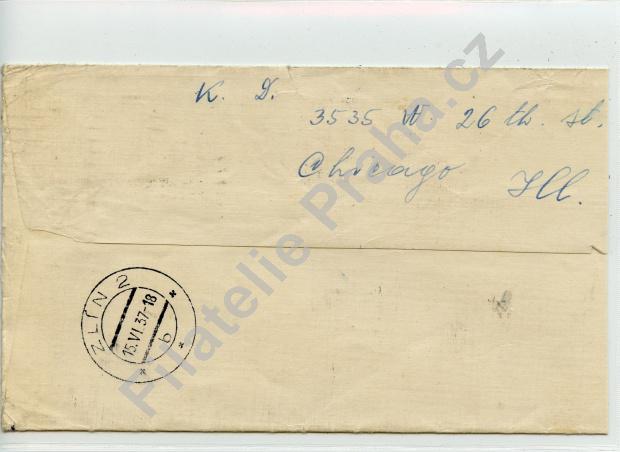 K. D.
3535 W. 26 th. st.
Chicago Ill.
ZLÍN 2
15.VI.37-18
* b *
*
Filatelie Praha.cz